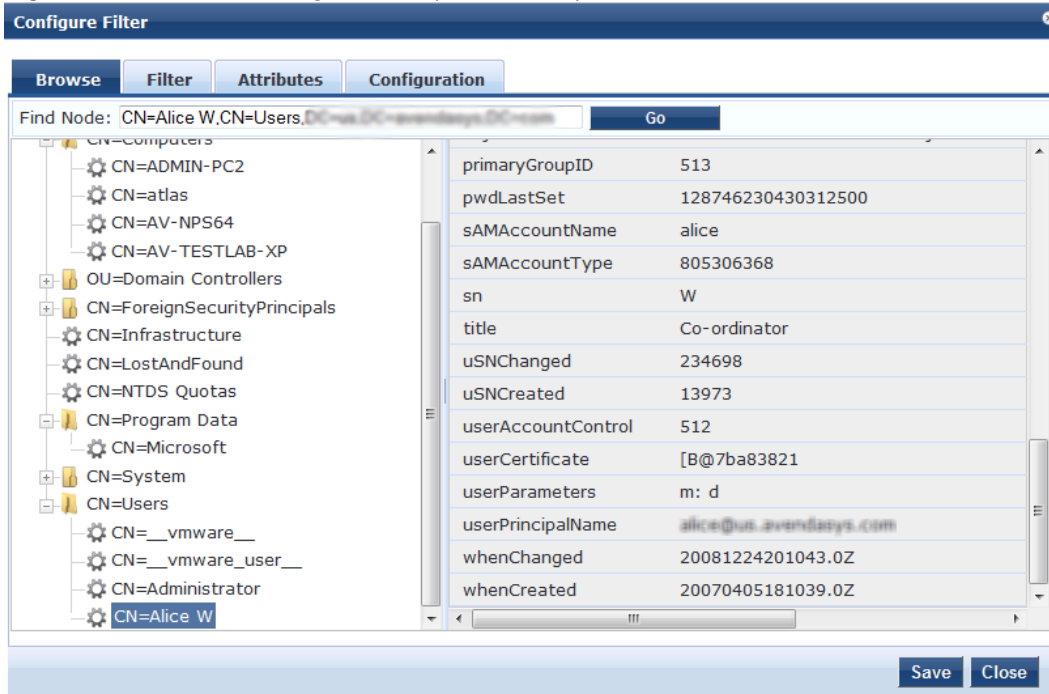 Configure Filter
Browse Filter Attributes Configuration
Find Node: CN=Alice W,CN=Users, Go
CN=Computers
CN=ADMIN-PC2
CN=atlas
CN=AV-NPS64
CN=AV-TESTLAB-XP
OU=Domain Controllers
CN=ForeignSecurityPrincipals
CN=Infrastructure
CN=LostAndFound
CN=NTDS Quotas
CN=Program Data
CN=Microsoft
CN=System
CN=Users
CN=__vmware__
CN=__vmware_user__
CN=Administrator
CN=Alice W
primaryGroupID 513
pwdLastSet 128746230430312500
sAMAccountName alice
sAMAccountType 805306368
sn W
title Co-ordinator
uSNChanged 234698
uSNCreated 13973
userAccountControl 512
userCertificate [B@7ba83821
userParameters m: d
userPrincipalName
whenChanged 20081224201043.0Z
whenCreated 20070405181039.0Z
Save Close